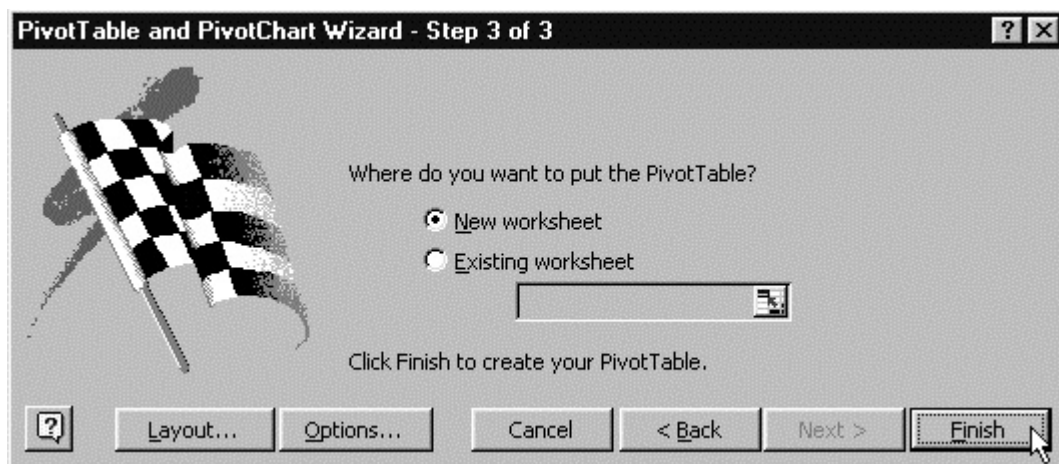 PivotTable and PivotChart Wizard - Step 3 of 3
Where do you want to put the PivotTable?
New worksheet
Existing worksheet
Click Finish to create your PivotTable.
Layout... Options... Cancel < Back Next > Finish